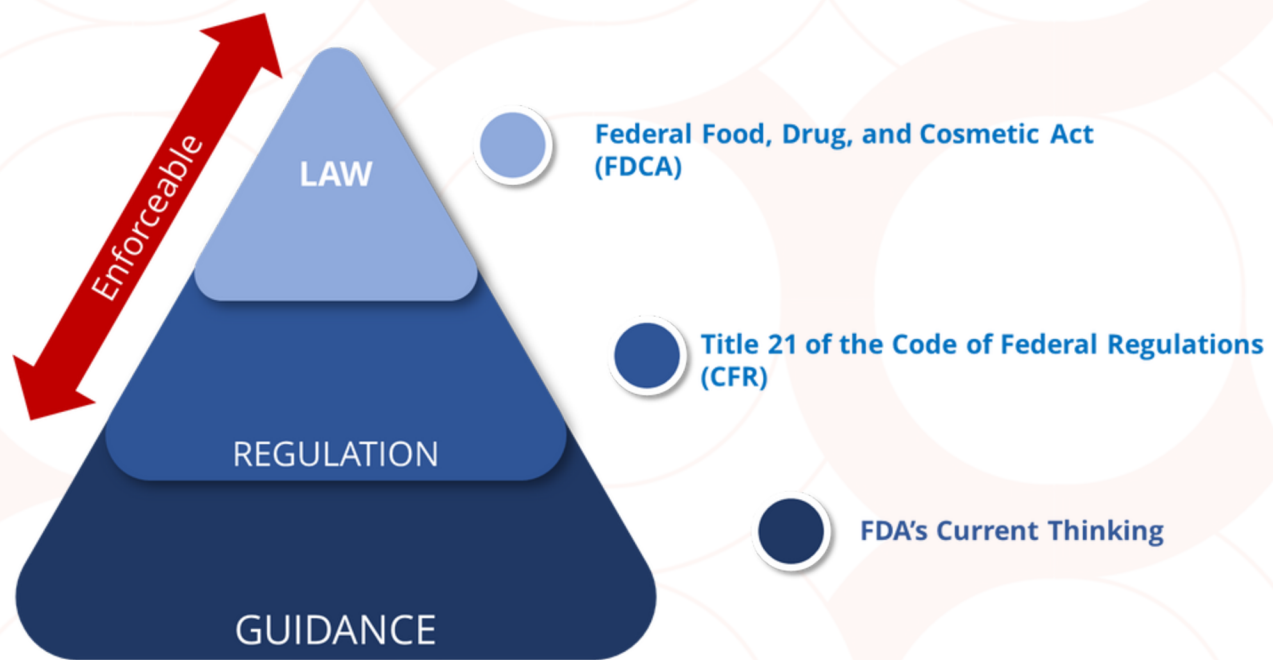 Enforceable
LAW
Federal Food, Drug, and Cosmetic Act
(FDCA)
REGULATION
Title 21 of the Code of Federal Regulations
(CFR)
GUIDANCE
FDA’s Current Thinking